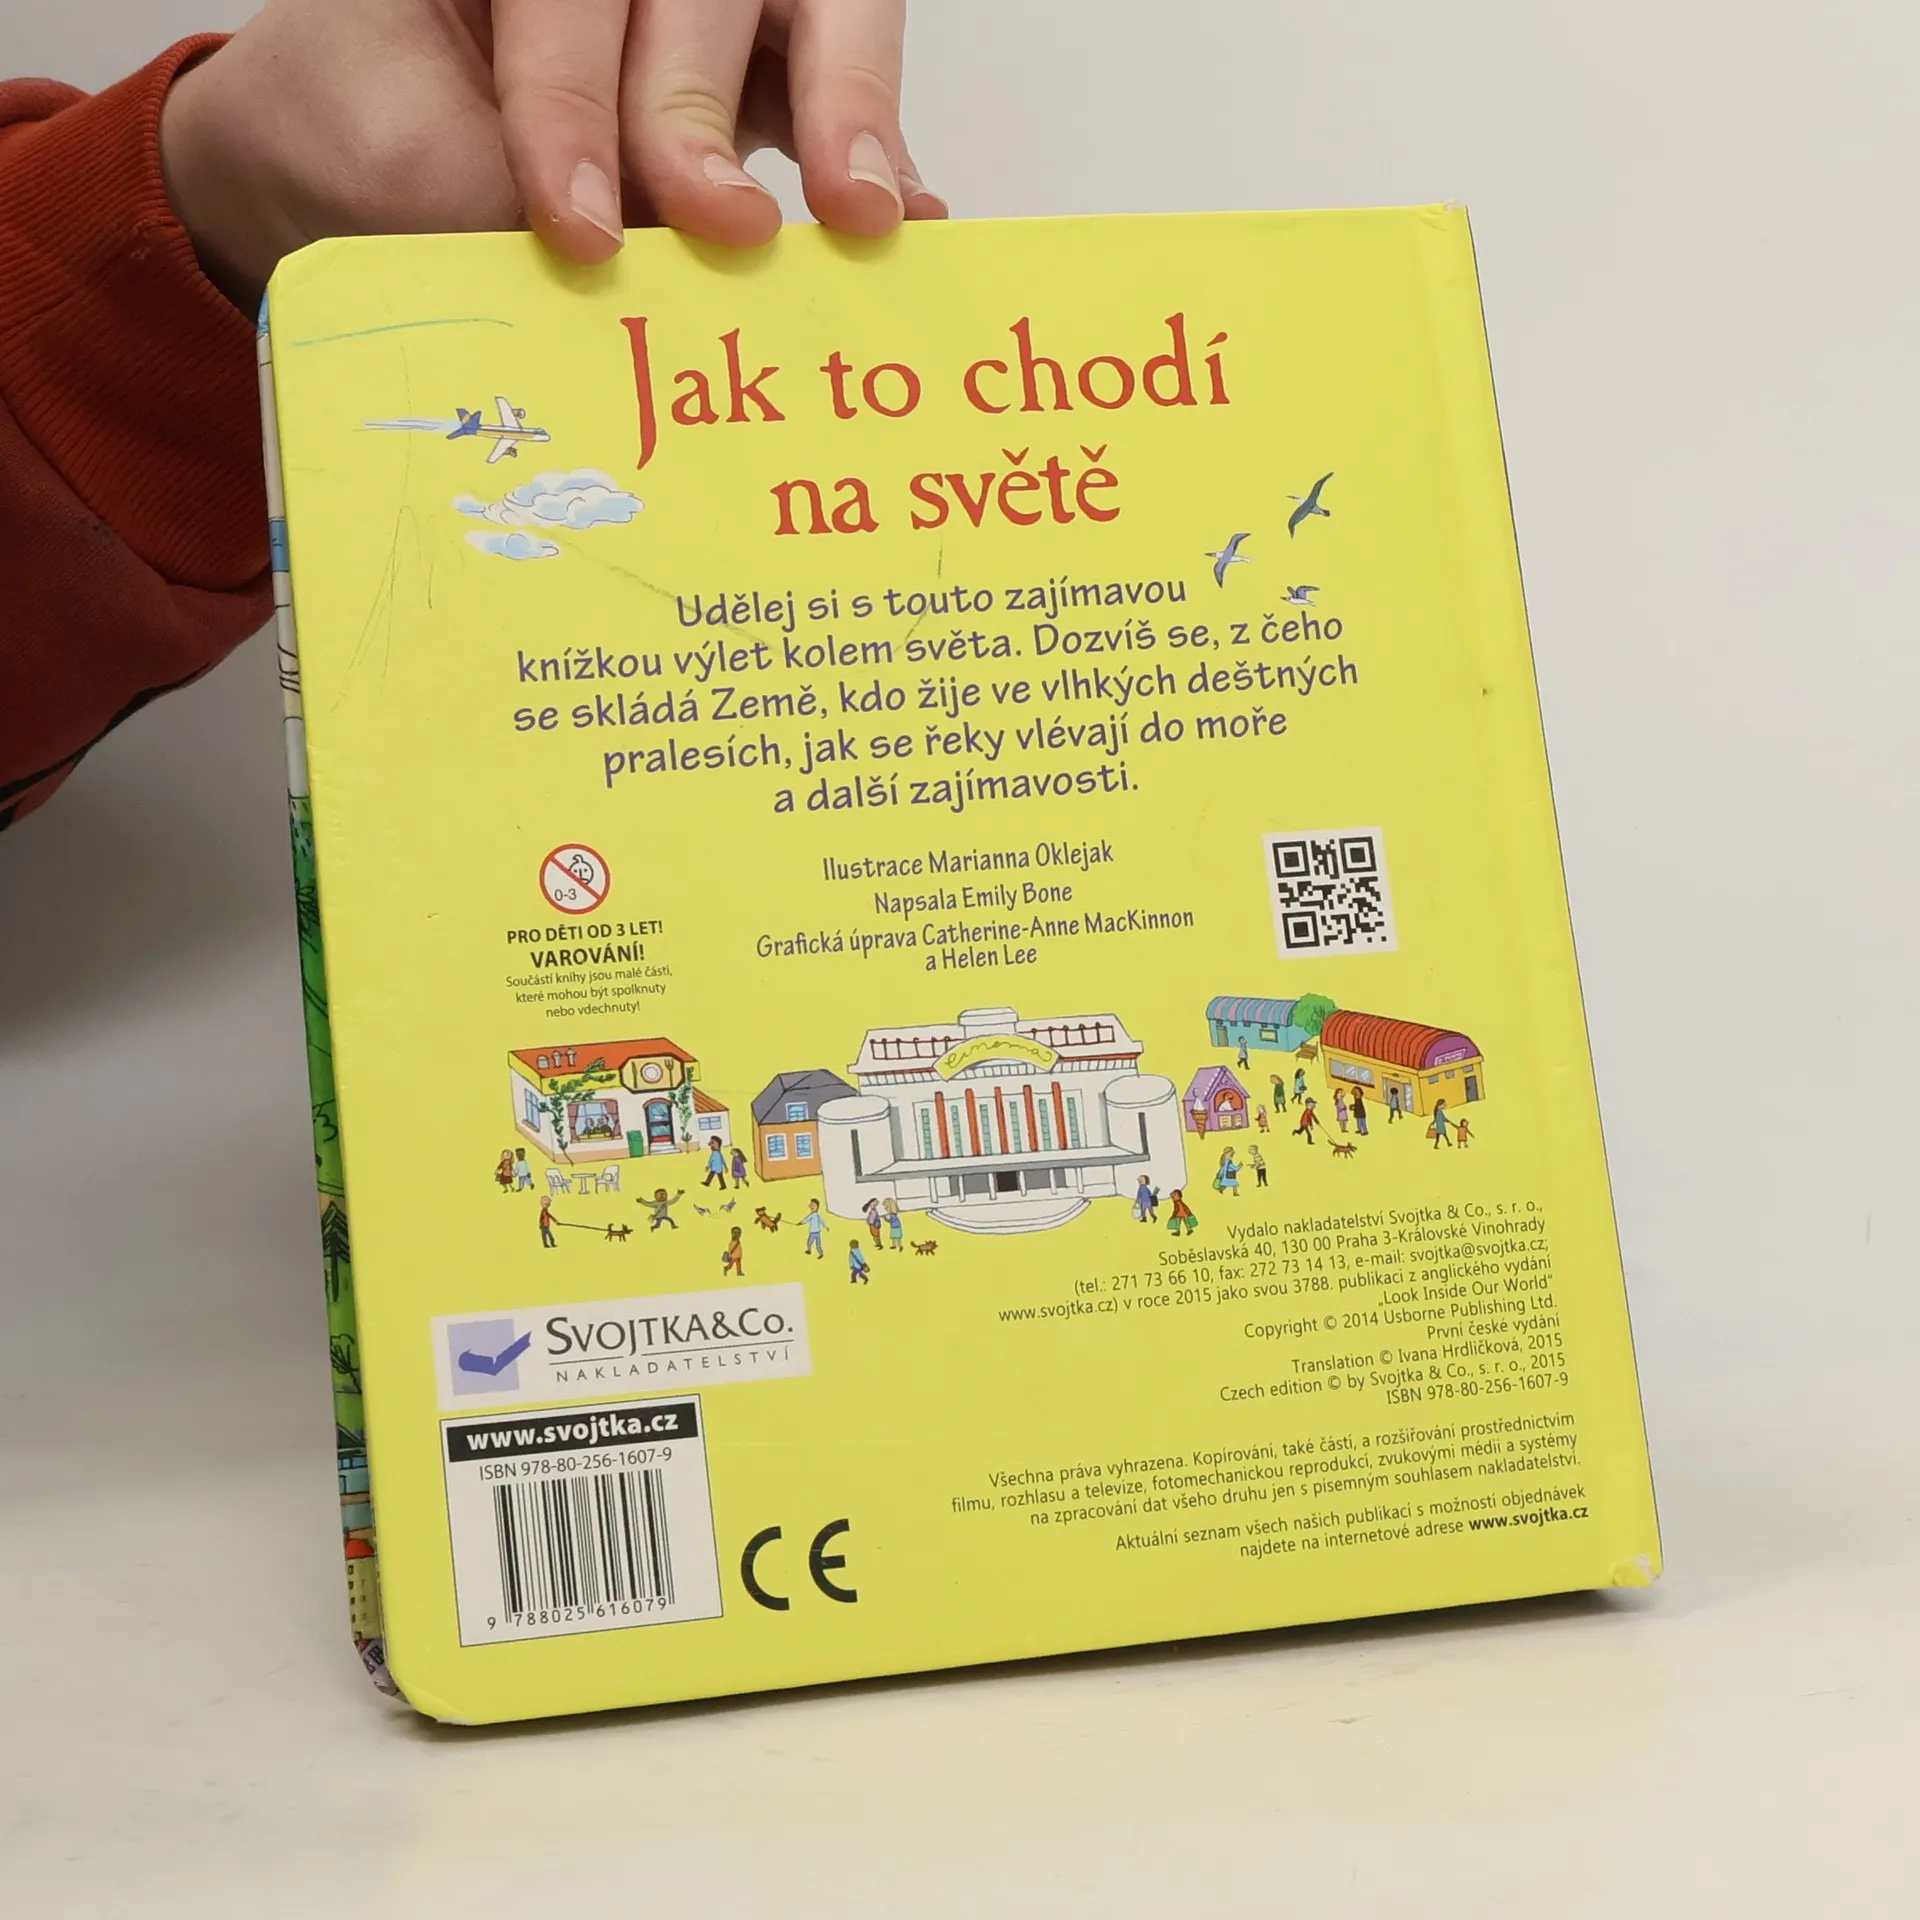 Jak to chodí
na světě
Udělej si s touto zajímavou
knížkou výlet kolem světa. Dozvíš se, z čeho
se skládá Země, kdo žije ve vlhkých deštných
pralesích, jak se řeky vlévají do moře
a další zajímavosti.
0-3
PRO DĚTI OD 3 LET!
VAROVÁNÍ!
Součástí knihy jsou malé části,
které mohou být spolknuty
nebo vdechnuty!
Ilustrace Marianna Oklejak
Napsala Emily Bone
Grafická úprava Catherine-Anne MacKinnon
a Helen Lee
Cinema
Vydalo nakladatelství Svojtka & Co., s. r. o.,
Soběslavská 40, 130 00 Praha 3-Královské Vinohrady
(tel.: 271 73 66 10, fax: 272 73 14 13, e-mail: svojtka@svojtka.cz;
www.svojtka.cz) v roce 2015 jako svou 3788. publikaci z anglického vydání
„Look Inside Our World“
Copyright © 2014 Usborne Publishing Ltd.
První české vydání
Translation © Ivana Hrdličková, 2015
Czech edition © by Svojtka & Co., s. r. o., 2015
ISBN 978-80-256-1607-9
SVOJTKA&CO.
NAKLADATELSTVÍ
www.svojtka.cz
ISBN 978-80-256-1607-9
9 788025 616079
CE
Všechna práva vyhrazena. Kopírování, také částí, a rozšiřování prostřednictvím
filmu, rozhlasu a televize, fotomechanickou reprodukcí, zvukovými médii a systémy
na zpracování dat všeho druhu jen s písemným souhlasem nakladatelství.
Aktuální seznam všech našich publikací s možností objednávek
najdete na internetové adrese www.svojtka.cz